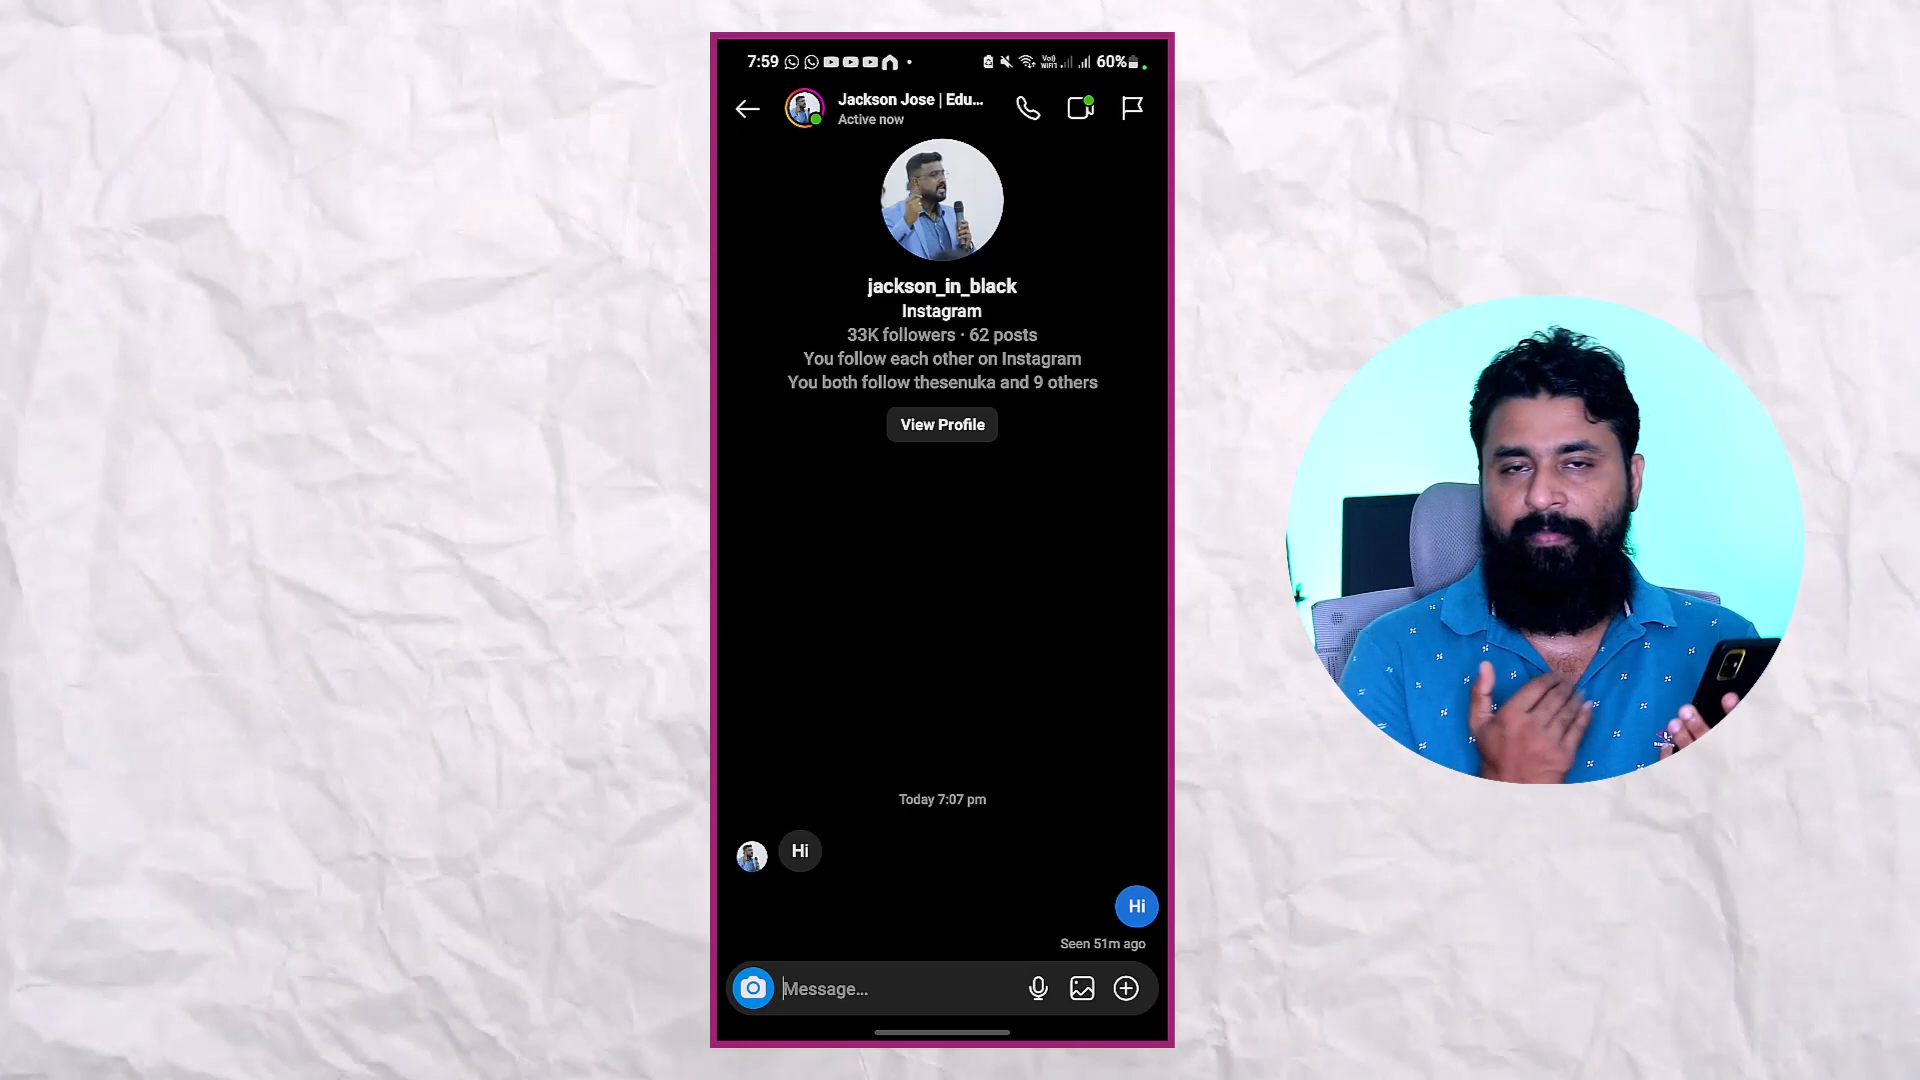 7:59
Vo)) WiFi1
60%
Jackson Jose | Edu...
Active now
jackson_in_black
Instagram
33K followers · 62 posts
You follow each other on Instagram
You both follow thesenuka and 9 others
View Profile
Today 7:07 pm
Hi
Hi
Seen 51m ago
Message...